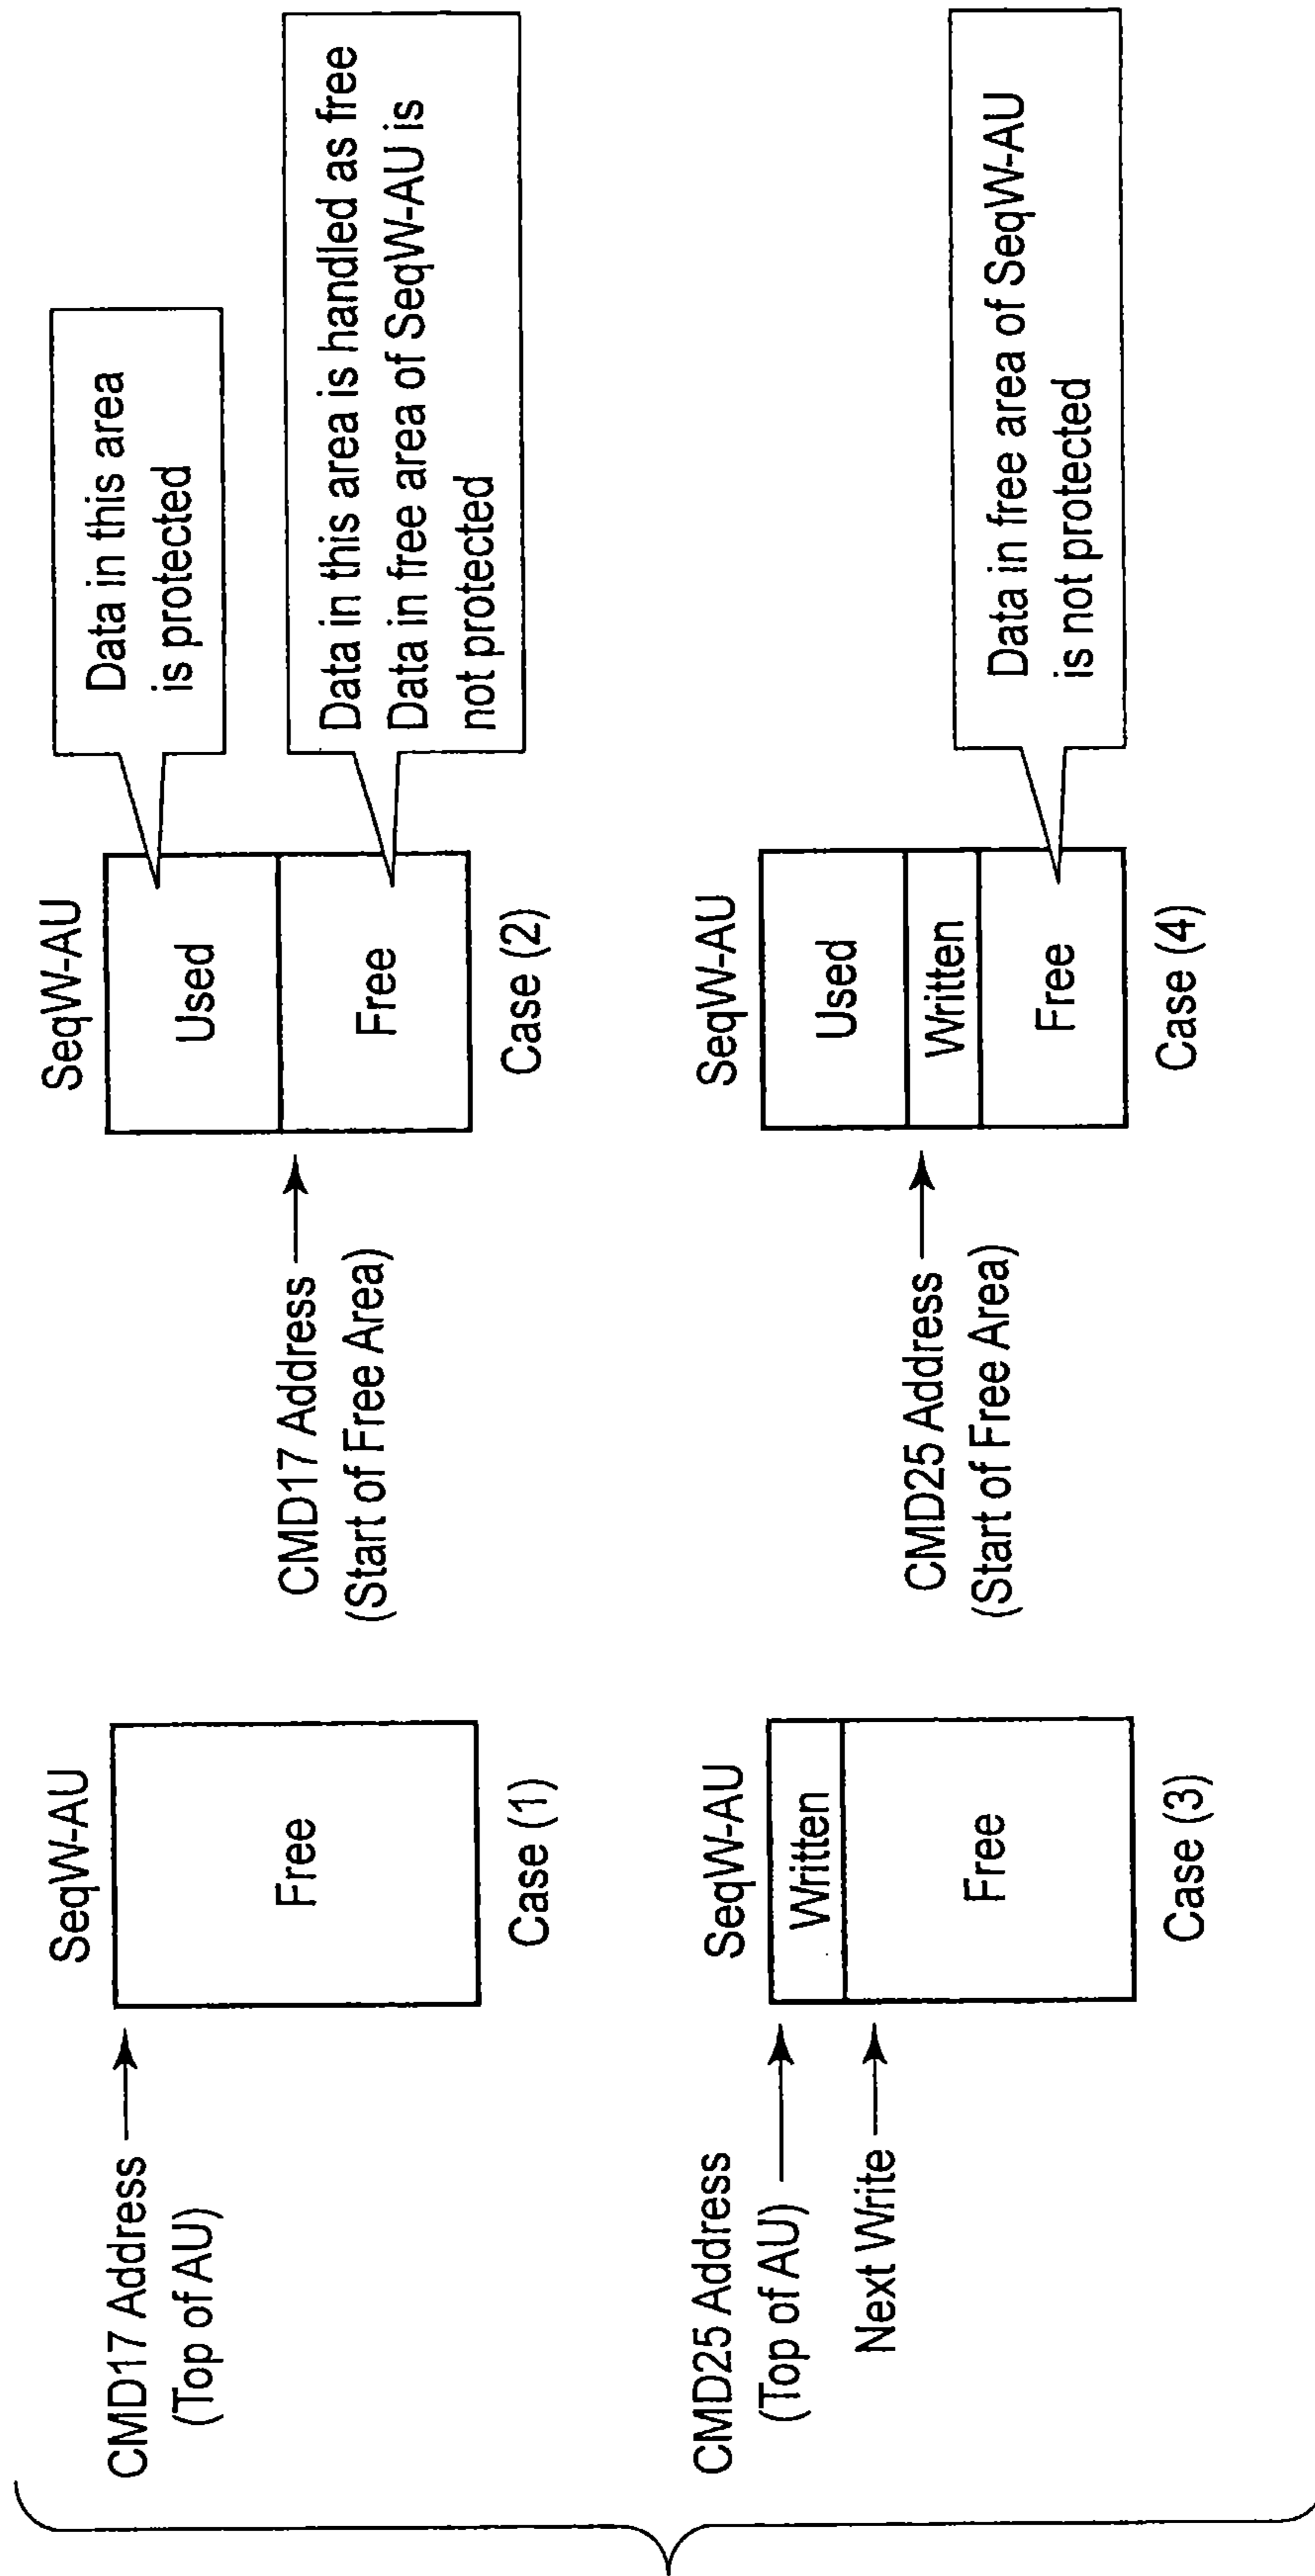 SeqW-AU
CMD17 Address
(Top of AU)
Free
Case (1)
SeqW-AU
CMD17 Address
(Start of Free Area)
Used
Free
Case (2)
Data in this area
is protected
Data in this area is handled as free
Data in free area of SeqW-AU is
not protected
SeqW-AU
CMD25 Address
(Top of AU)
Next Write
Written
Free
Case (3)
SeqW-AU
CMD25 Address
(Start of Free Area)
Used
Written
Free
Case (4)
Data in free area of SeqW-AU
is not protected